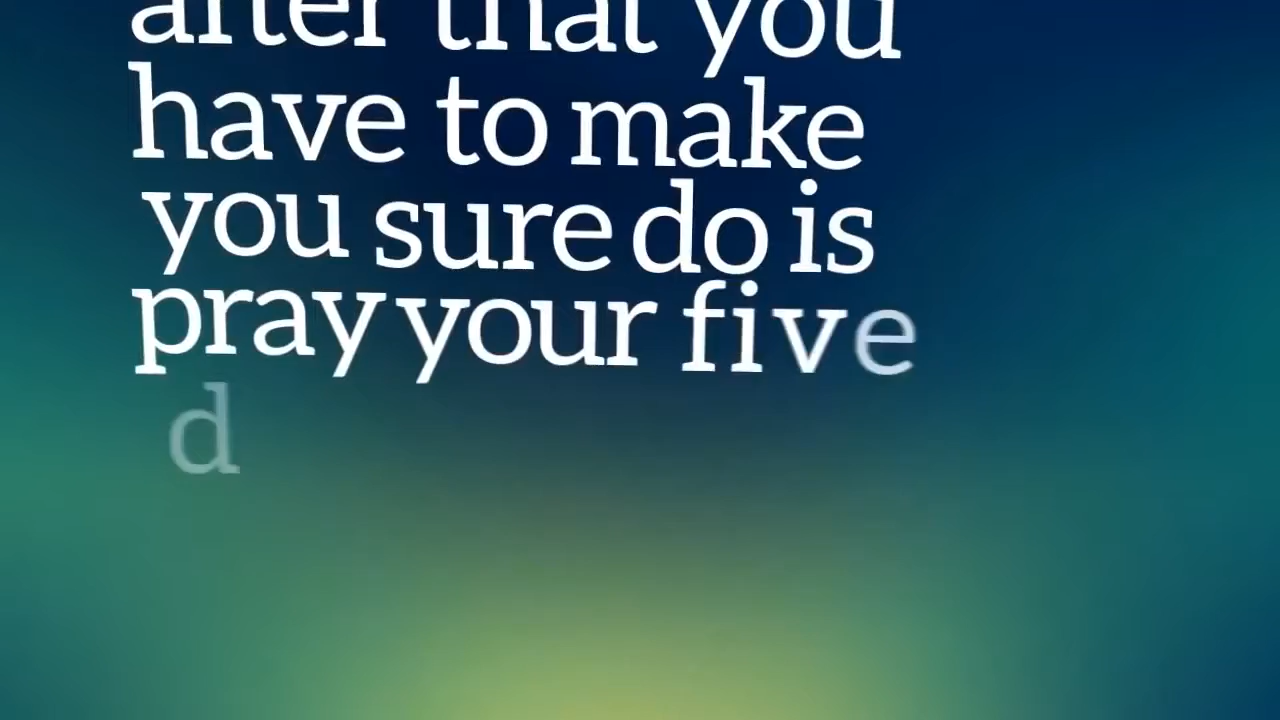 after that you
have to make
you sure do is
pray your five
d